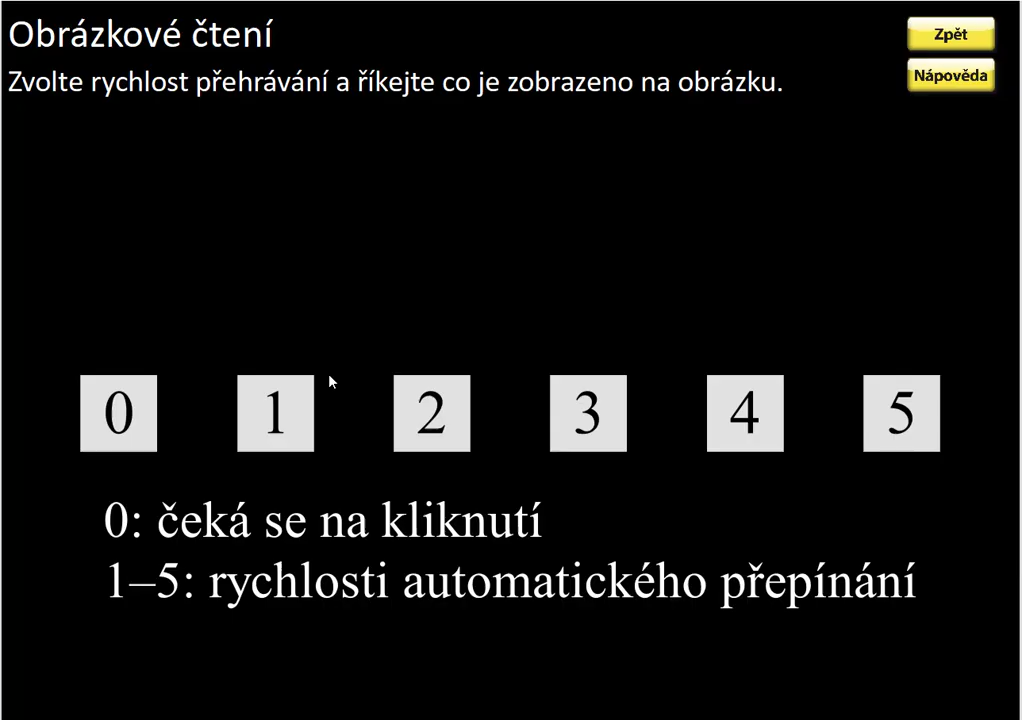 Obrázkové čtení
Zpět
Zvolte rychlost přehrávání a říkejte co je zobrazeno na obrázku.
Nápověda
0 1 2 3 4 5
0: čeká se na kliknutí
1–5: rychlosti automatického přepínání